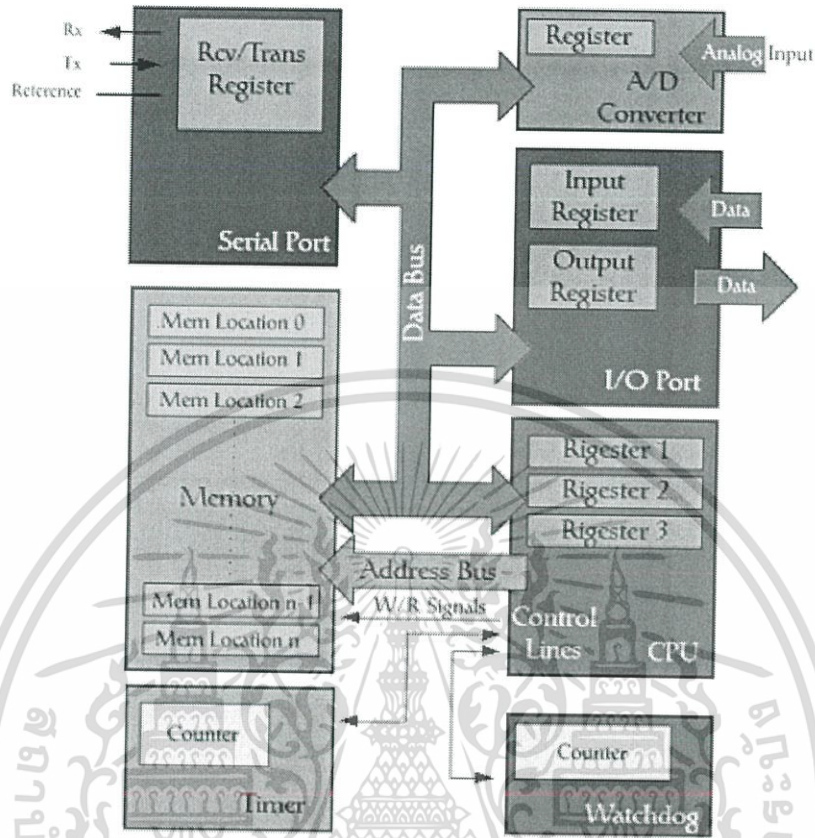 Rx
Tx
Reference
Rcv/Trans
Register
Serial Port
Register
A/D
Converter
Analog Input
Input
Register
Output
Register
Data
Data
I/O Port
Data Bus
Mem Location 0
Mem Location 1
Mem Location 2
Memory
Mem Location n-1
Mem Location n
Rigester 1
Rigester 2
Rigester 3
Address Bus
W/R Signals
Control
Lines
CPU
Counter
Timer
Counter
Watchdog